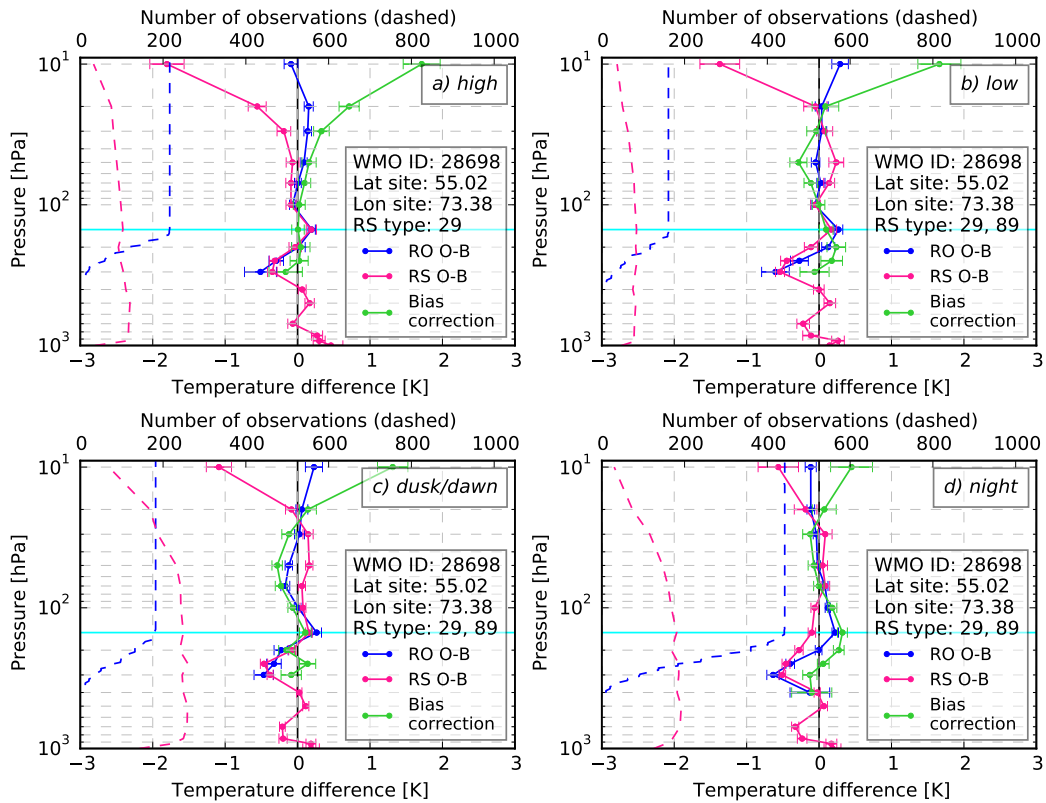 Number of observations (dashed)
0 200 400 600 800 1000
a) high
WMO ID: 28698
Lat site: 55.02
Lon site: 73.38
RS type: 29
RO O-B
RS O-B
Bias
correction
Pressure [hPa]
10¹
10²
10³
−3 −2 −1 0 1 2 3
Temperature difference [K]
Number of observations (dashed)
0 200 400 600 800 1000
b) low
WMO ID: 28698
Lat site: 55.02
Lon site: 73.38
RS type: 29, 89
RO O-B
RS O-B
Bias
correction
Pressure [hPa]
10¹
10²
10³
−3 −2 −1 0 1 2 3
Temperature difference [K]
Number of observations (dashed)
0 200 400 600 800 1000
c) dusk/dawn
WMO ID: 28698
Lat site: 55.02
Lon site: 73.38
RS type: 29, 89
RO O-B
RS O-B
Bias
correction
Pressure [hPa]
10¹
10²
10³
−3 −2 −1 0 1 2 3
Temperature difference [K]
Number of observations (dashed)
0 200 400 600 800 1000
d) night
WMO ID: 28698
Lat site: 55.02
Lon site: 73.38
RS type: 29, 89
RO O-B
RS O-B
Bias
correction
Pressure [hPa]
10¹
10²
10³
−3 −2 −1 0 1 2 3
Temperature difference [K]